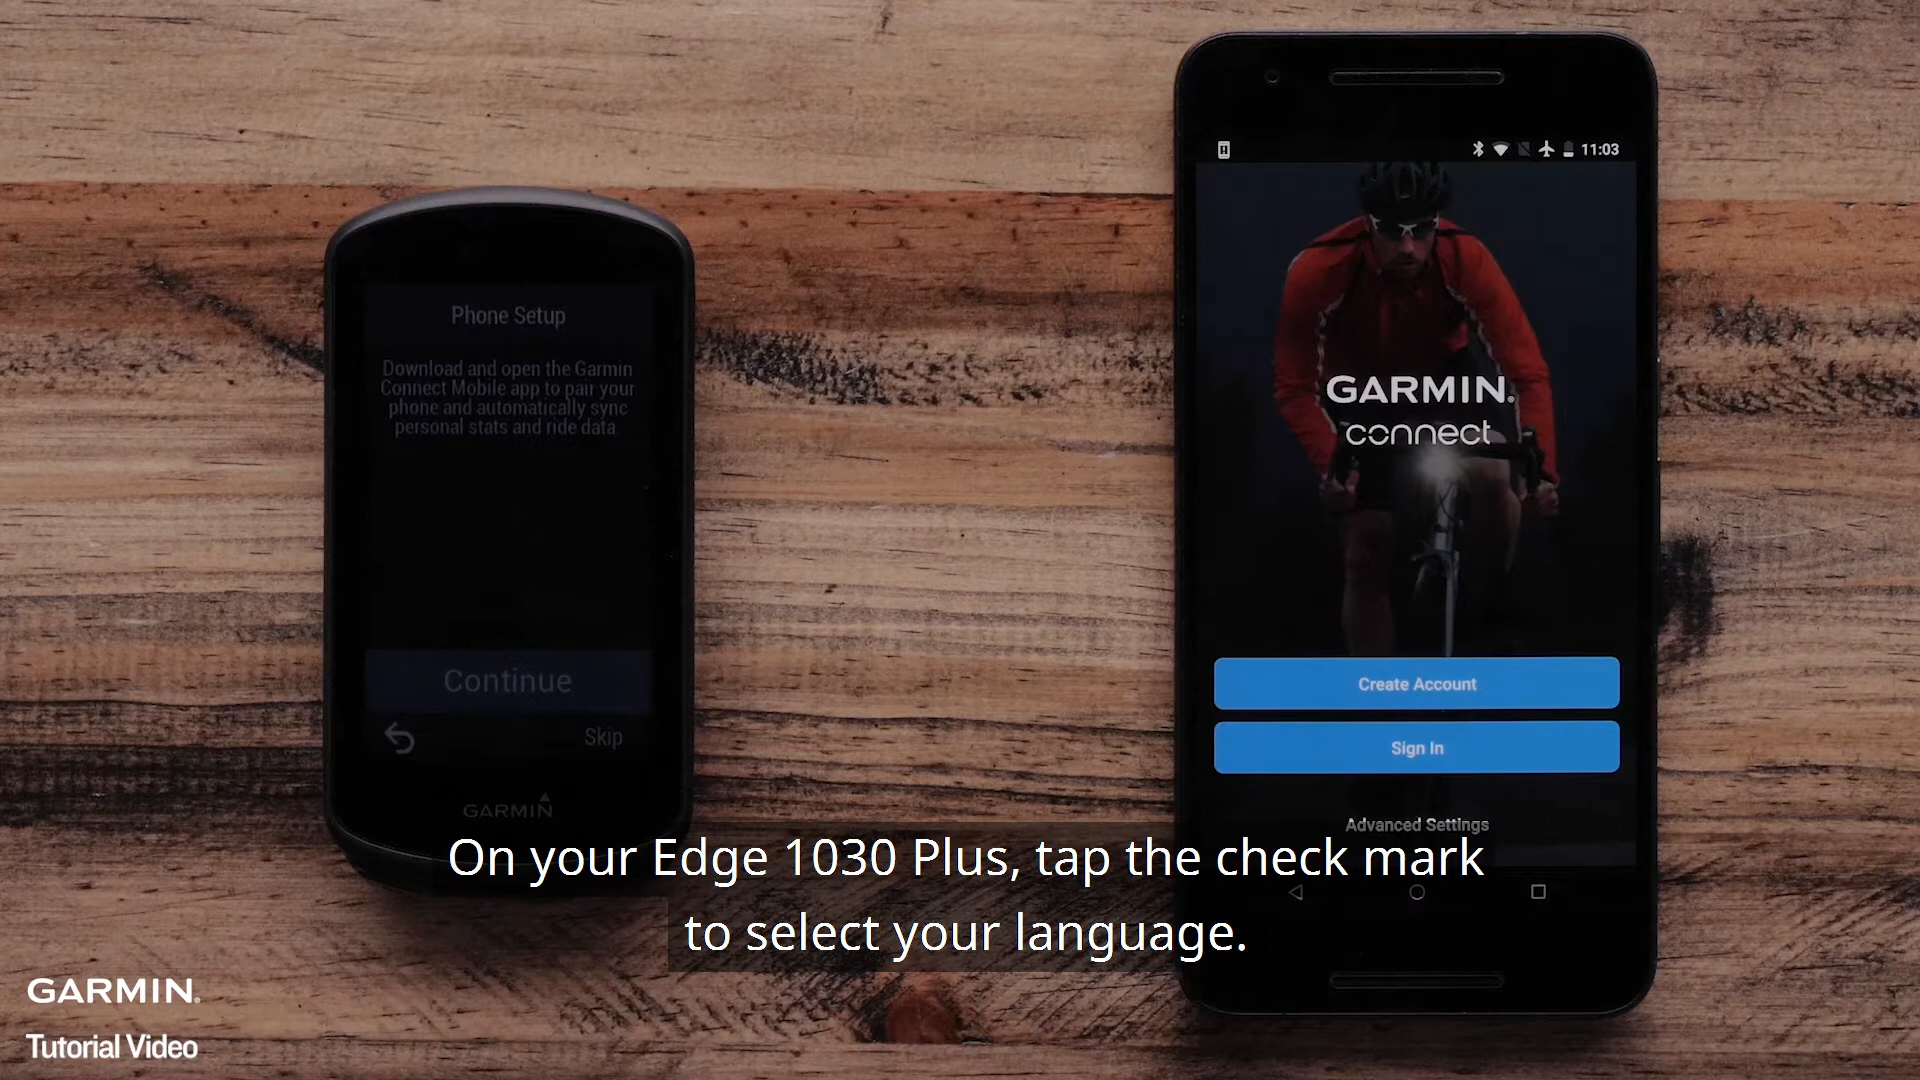 Phone Setup
Download and open the Garmin
Connect Mobile app to pair your
phone and automatically sync
personal stats and ride data.
Continue
Skip
GARMIN
11:03
GARMIN.
connect
Create Account
Sign In
Advanced Settings
On your Edge 1030 Plus, tap the check mark
to select your language.
GARMIN®
Tutorial Video